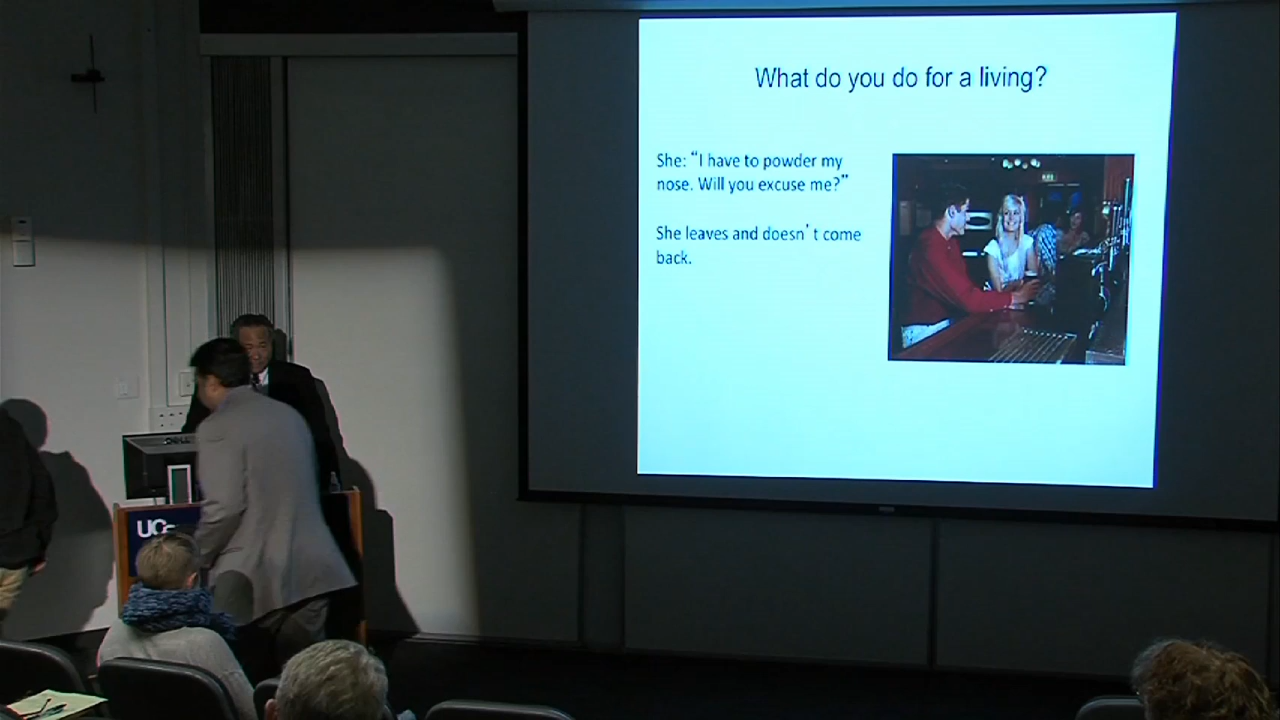 What do you do for a living?
She: “I have to powder my
nose. Will you excuse me?”
She leaves and doesn’t come
back.
DELL